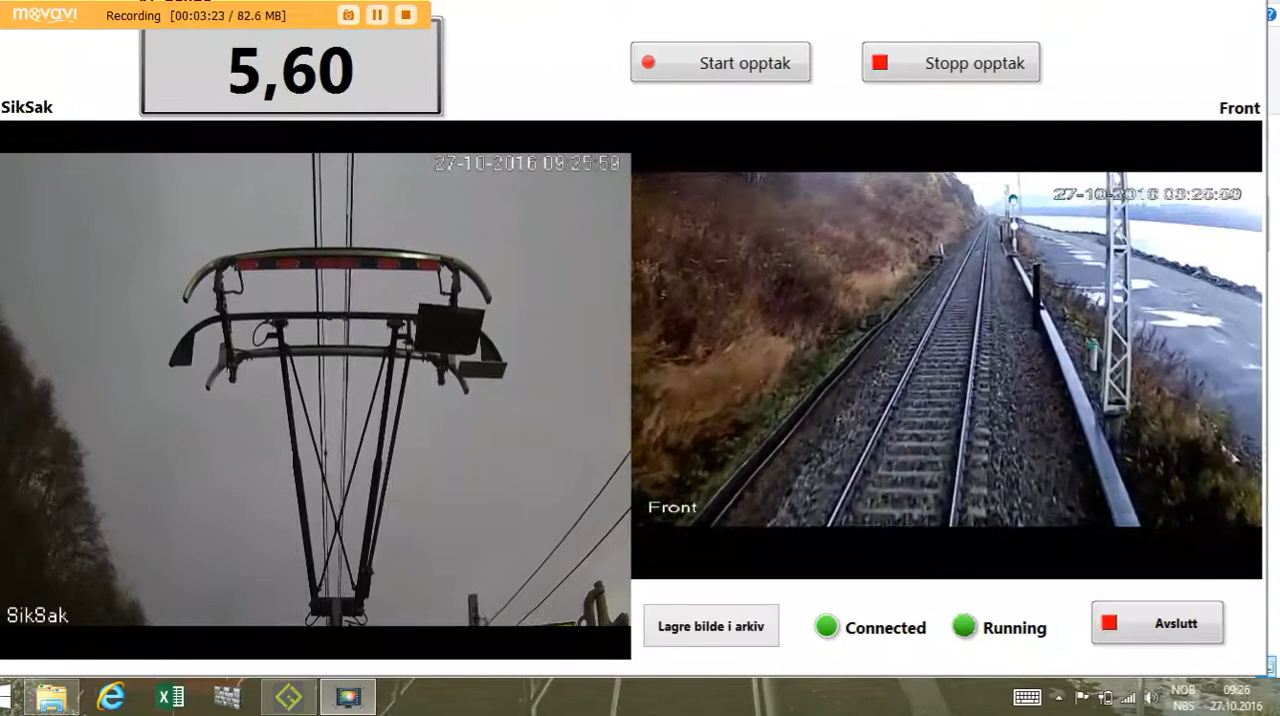 movavi Recording [00:03:23 / 82.6 MB]
5,60
Start opptak
Stopp opptak
SikSak
Front
27-10-2016 09:25:59
27-10-2016 09:25:59
Front
SikSak
Lagre bilde i arkiv
Connected
Running
Avslutt
NOB
NBS
09:26
27.10.2016